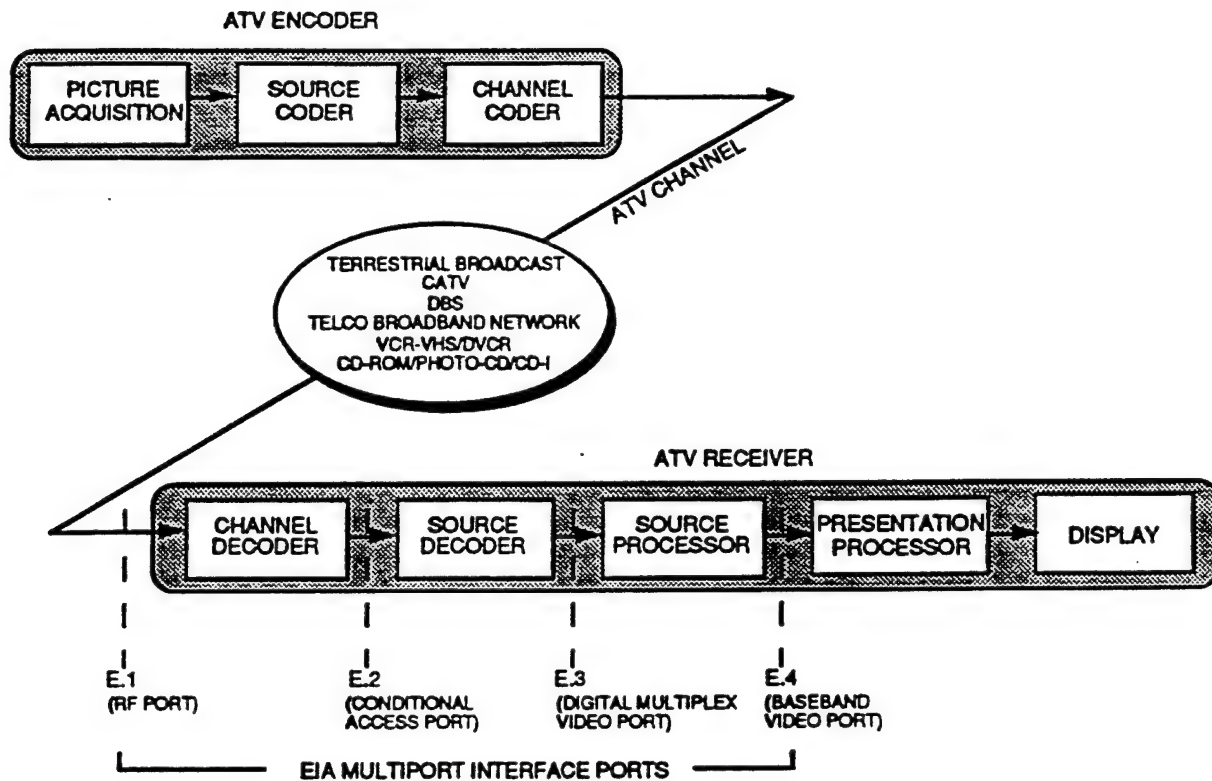 ATV ENCODER
PICTURE
ACQUISITION
SOURCE
CODER
CHANNEL
CODER
ATV CHANNEL
TERRESTRIAL BROADCAST
CATV
DBS
TELCO BROADBAND NETWORK
VCR-VHS/DVCR
CD-ROM/PHOTO-CD/CD-I
ATV RECEIVER
CHANNEL
DECODER
SOURCE
DECODER
SOURCE
PROCESSOR
PRESENTATION
PROCESSOR
DISPLAY
E.1
(RF PORT)
E.2
(CONDITIONAL
ACCESS PORT)
E.3
(DIGITAL MULTIPLEX
VIDEO PORT)
E.4
(BASEBAND
VIDEO PORT)
EIA MULTIPORT INTERFACE PORTS